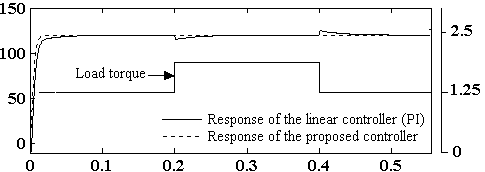 150
100
50
0
2.5
1.25
0
Load torque
Response of the linear controller (PI)
Response of the proposed controller
0 0.1 0.2 0.3 0.4 0.5